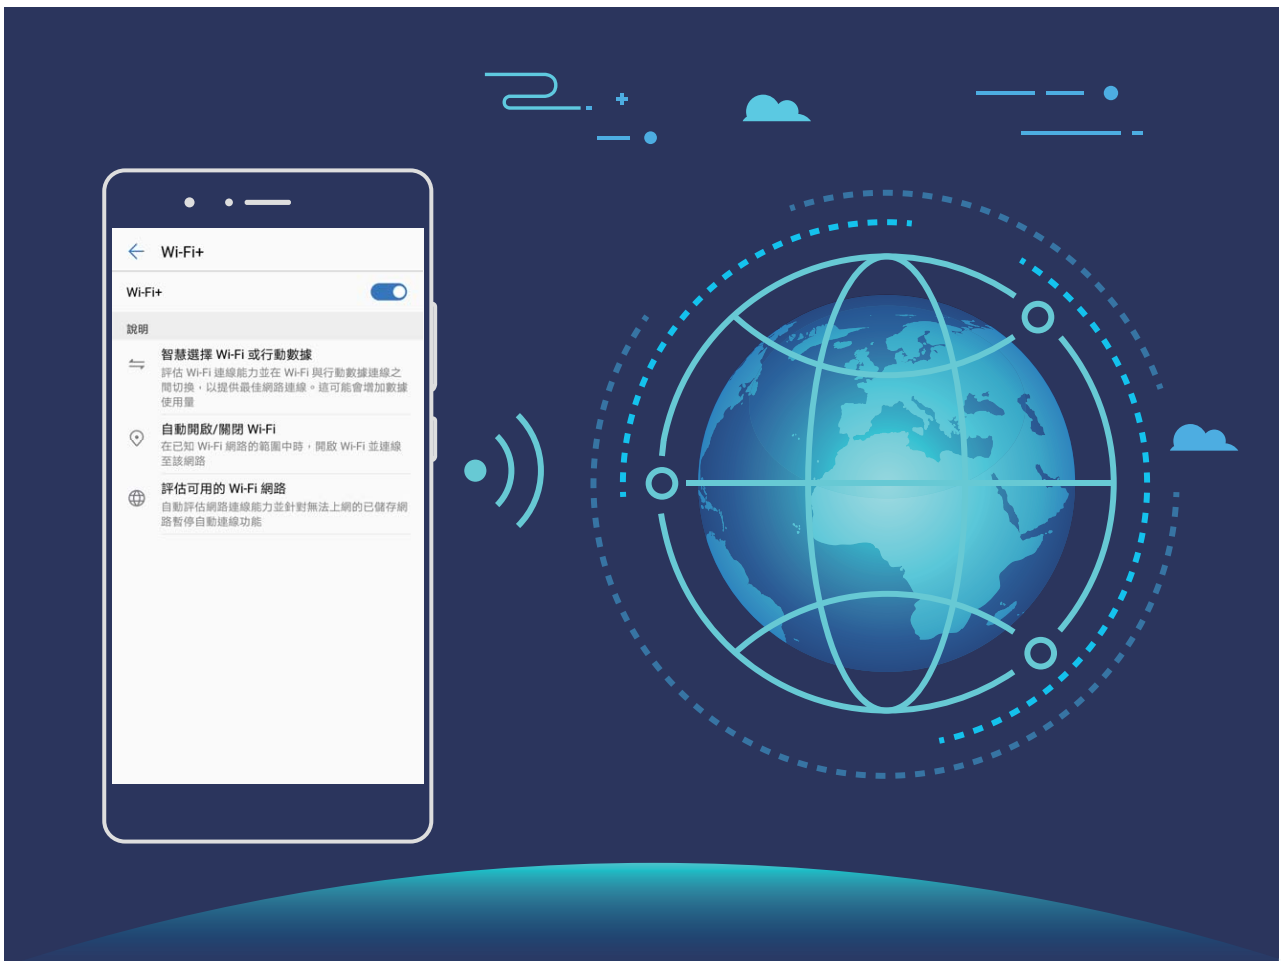 Wi-Fi+
Wi-Fi+
說明
智慧選擇 Wi-Fi 或行動數據
評估 Wi-Fi 連線能力並在 Wi-Fi 與行動數據連線之
間切換，以提供最佳網路連線。這可能會增加數據
使用量
自動開啟/關閉 Wi-Fi
在已知 Wi-Fi 網路的範圍中時，開啟 Wi-Fi 並連線
至該網路
評估可用的 Wi-Fi 網路
自動評估網路連線能力並針對無法上網的已儲存網
路暫停自動連線功能